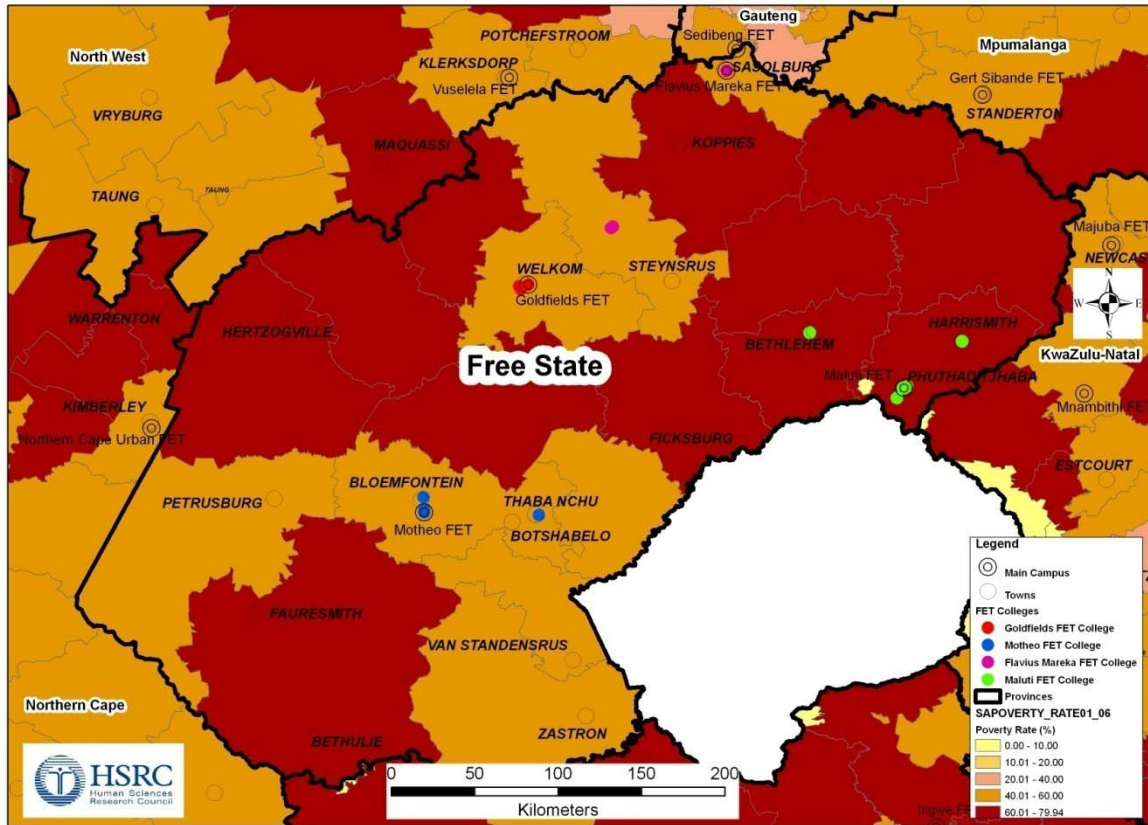 Gauteng
Sedibeng FET
POTCHEFSTROOM
North West
Mpumalanga
KLERKSDORP
SASOLBURG
Vuselela FET
Flavius Mareka FET
Gert Sibande FET
STANDERTON
VRYBURG
MAQUASSI
KOPPIES
TAUNG
TAUNG
Majuba FET
NEWCAS
WELKOM
STEYNSRUS
Goldfields FET
N
W E
S
WARRENTON
HERTZOGVILLE
HARRISMITH
BETHLEHEM
KwaZulu-Natal
Free State
Maluti FET
PHUTHADITJHABA
KIMBERLEY
Mnambithi FET
Northern Cape Urban FET
FICKSBURG
ESTCOURT
BLOEMFONTEIN
PETRUSBURG
THABA NCHU
Motheo FET
BOTSHABELO
FAURESMITH
VAN STANDENSRUS
Northern Cape
ZASTRON
BETHULIE
Legend
Main Campus
Towns
FET Colleges
Goldfields FET College
Motheo FET College
Flavius Mareka FET College
Maluti FET College
Provinces
SAPOVERTY_RATE01_06
Poverty Rate (%)
0.00 - 10.00
10.01 - 20.00
20.01 - 40.00
40.01 - 60.00
60.01 - 79.94
HSRC
Human Sciences
Research Council
0 50 100 150 200
Kilometers